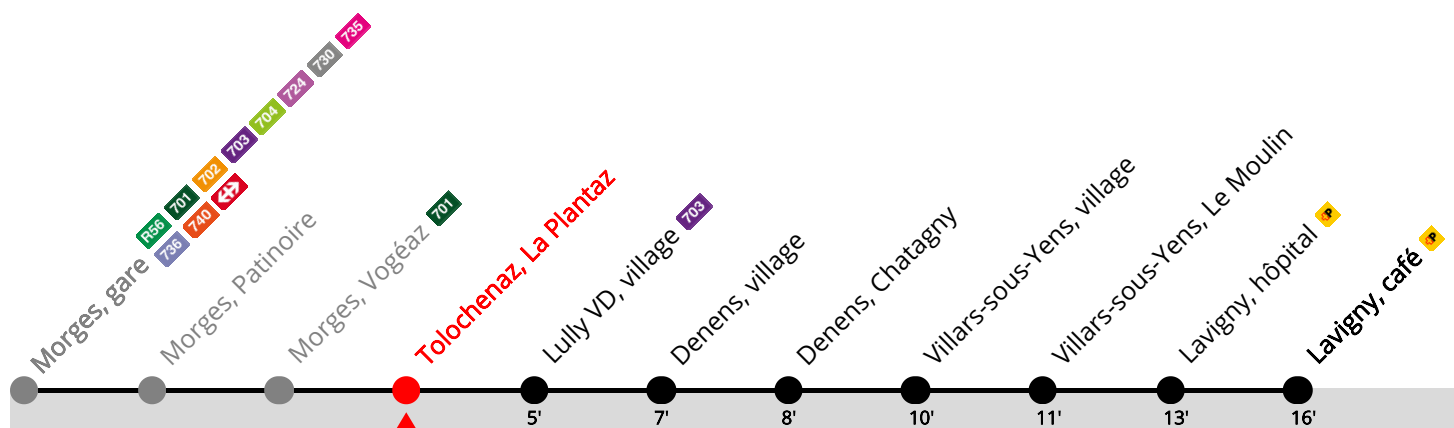 Morges, gare
R56 701 702 703 704 724 730 735
736 740
Morges, Patinoire
Morges, Vogéaz 701
Tolochenaz, La Plantaz
Lully VD, village 703
Denens, village
Denens, Chatagny
Villars-sous-Yens, village
Villars-sous-Yens, Le Moulin
Lavigny, hôpital P
Lavigny, café P
5' 7' 8' 10' 11' 13' 16'